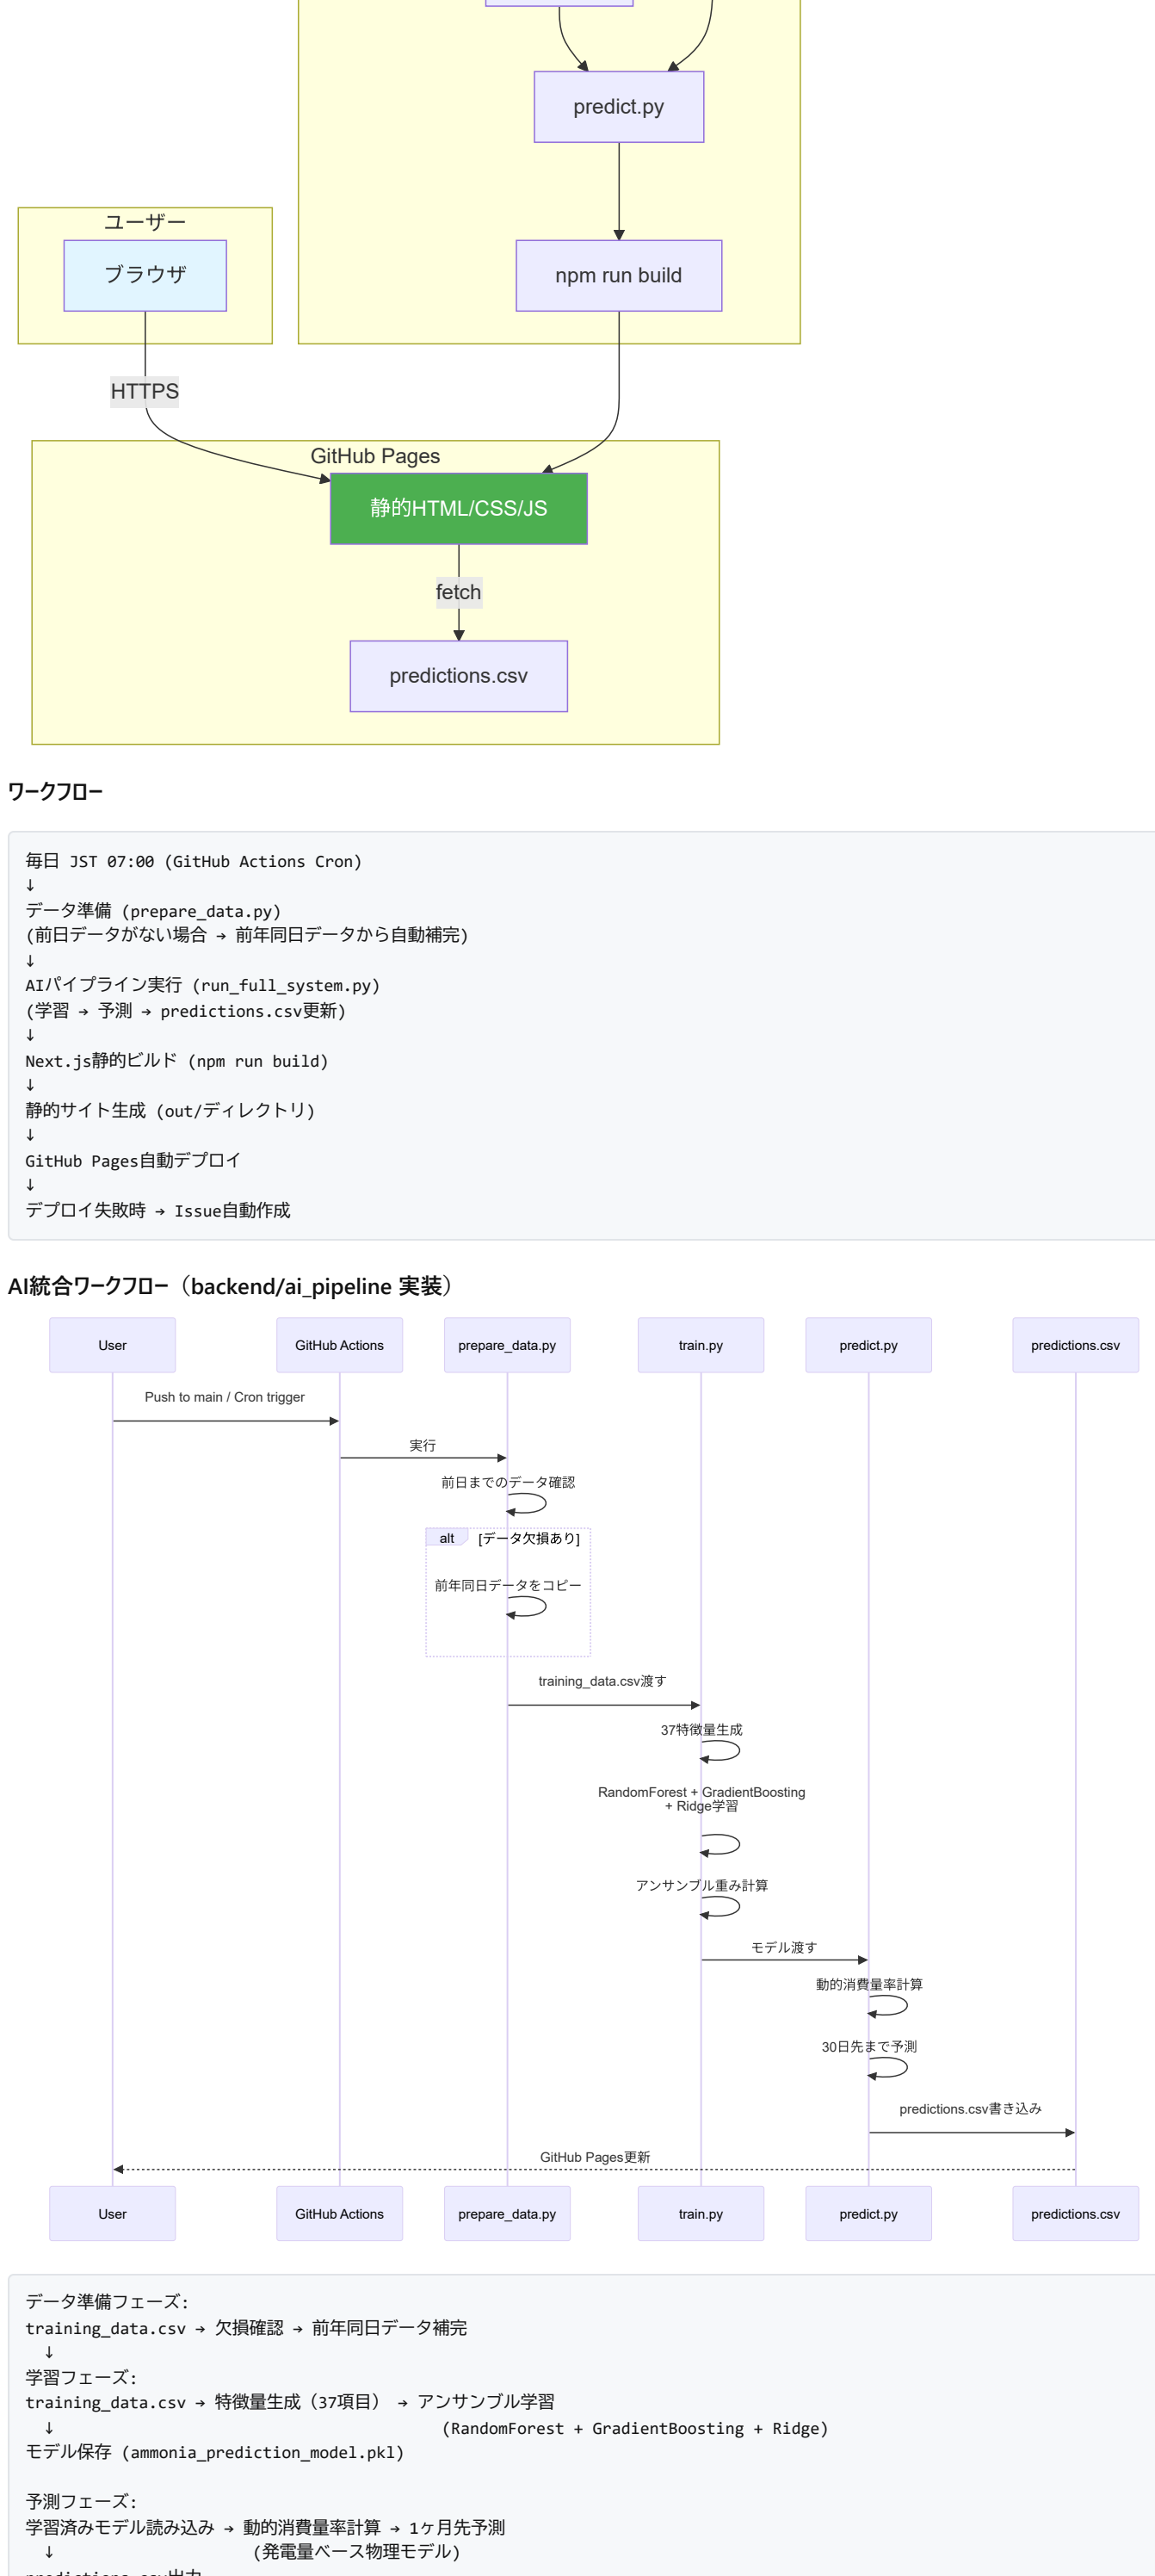 predict.py
ユーザー
ブラウザ
npm run build
HTTPS
GitHub Pages
静的HTML/CSS/JS
fetch
predictions.csv
ワークフロー
毎日 JST 07:00 (GitHub Actions Cron)
↓
データ準備 (prepare_data.py)
(前日データがない場合 → 前年同日データから自動補完)
↓
AIパイプライン実行 (run_full_system.py)
(学習 → 予測 → predictions.csv更新)
↓
Next.js静的ビルド (npm run build)
↓
静的サイト生成 (out/ディレクトリ)
↓
GitHub Pages自動デプロイ
↓
デプロイ失敗時 → Issue自動作成
AI統合ワークフロー（backend/ai_pipeline 実装）
User
GitHub Actions
prepare_data.py
train.py
predict.py
predictions.csv
Push to main / Cron trigger
実行
前日までのデータ確認
alt
[データ欠損あり]
前年同日データをコピー
training_data.csv渡す
37特徴量生成
RandomForest + GradientBoosting
+ Ridge学習
アンサンブル重み計算
モデル渡す
動的消費量率計算
30日先まで予測
predictions.csv書き込み
GitHub Pages更新
User
GitHub Actions
prepare_data.py
train.py
predict.py
predictions.csv
データ準備フェーズ:
training_data.csv → 欠損確認 → 前年同日データ補完
↓
学習フェーズ:
training_data.csv → 特徴量生成（37項目） → アンサンブル学習
↓ (RandomForest + GradientBoosting + Ridge)
モデル保存 (ammonia_prediction_model.pkl)
予測フェーズ:
学習済みモデル読み込み → 動的消費量率計算 → 1ヶ月先予測
↓ (発電量ベース物理モデル)
predictions.csv出力